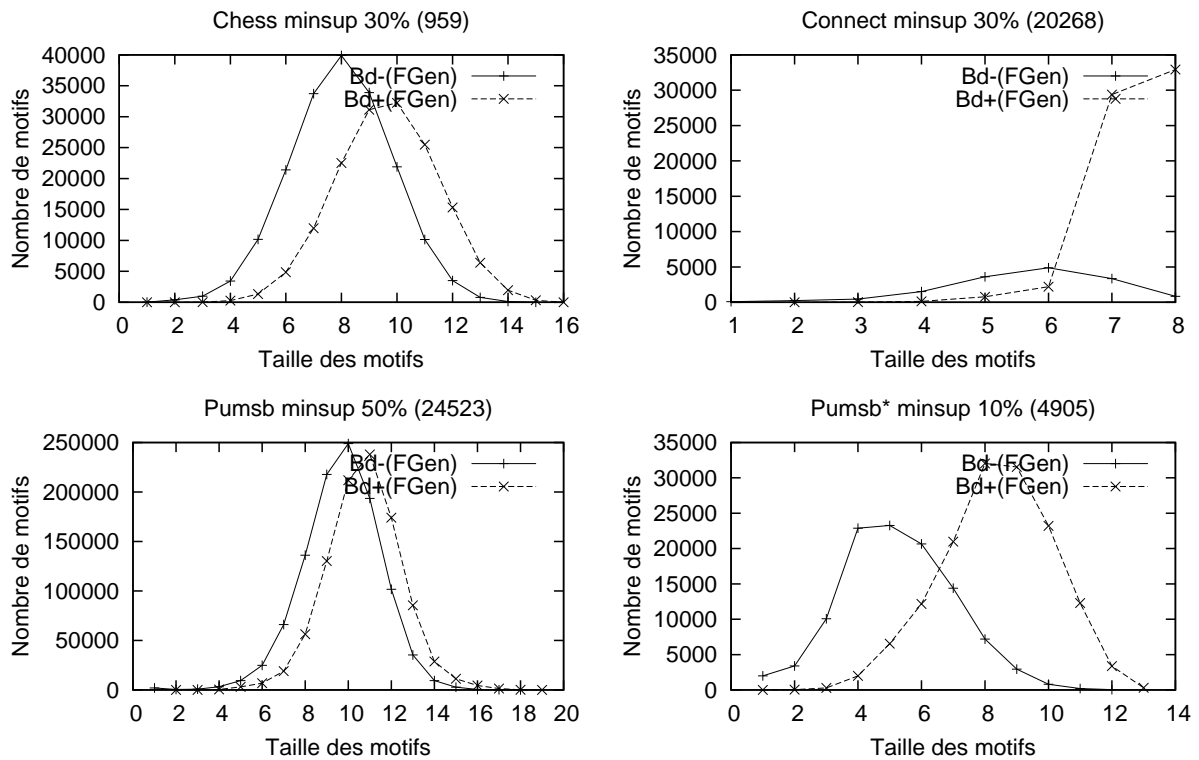 Chess minsup 30% (959)
40000
35000
30000
25000
20000
15000
10000
5000
0
Nombre de motifs
Bd-(FGen)
Bd+(FGen)
0 2 4 6 8 10 12 14 16
Taille des motifs
Connect minsup 30% (20268)
35000
30000
25000
20000
15000
10000
5000
0
Nombre de motifs
Bd-(FGen)
Bd+(FGen)
1 2 3 4 5 6 7 8
Taille des motifs
Pumsb minsup 50% (24523)
250000
200000
150000
100000
50000
0
Nombre de motifs
Bd-(FGen)
Bd+(FGen)
0 2 4 6 8 10 12 14 16 18 20
Taille des motifs
Pumsb* minsup 10% (4905)
35000
30000
25000
20000
15000
10000
5000
0
Nombre de motifs
Bd-(FGen)
Bd+(FGen)
0 2 4 6 8 10 12 14
Taille des motifs